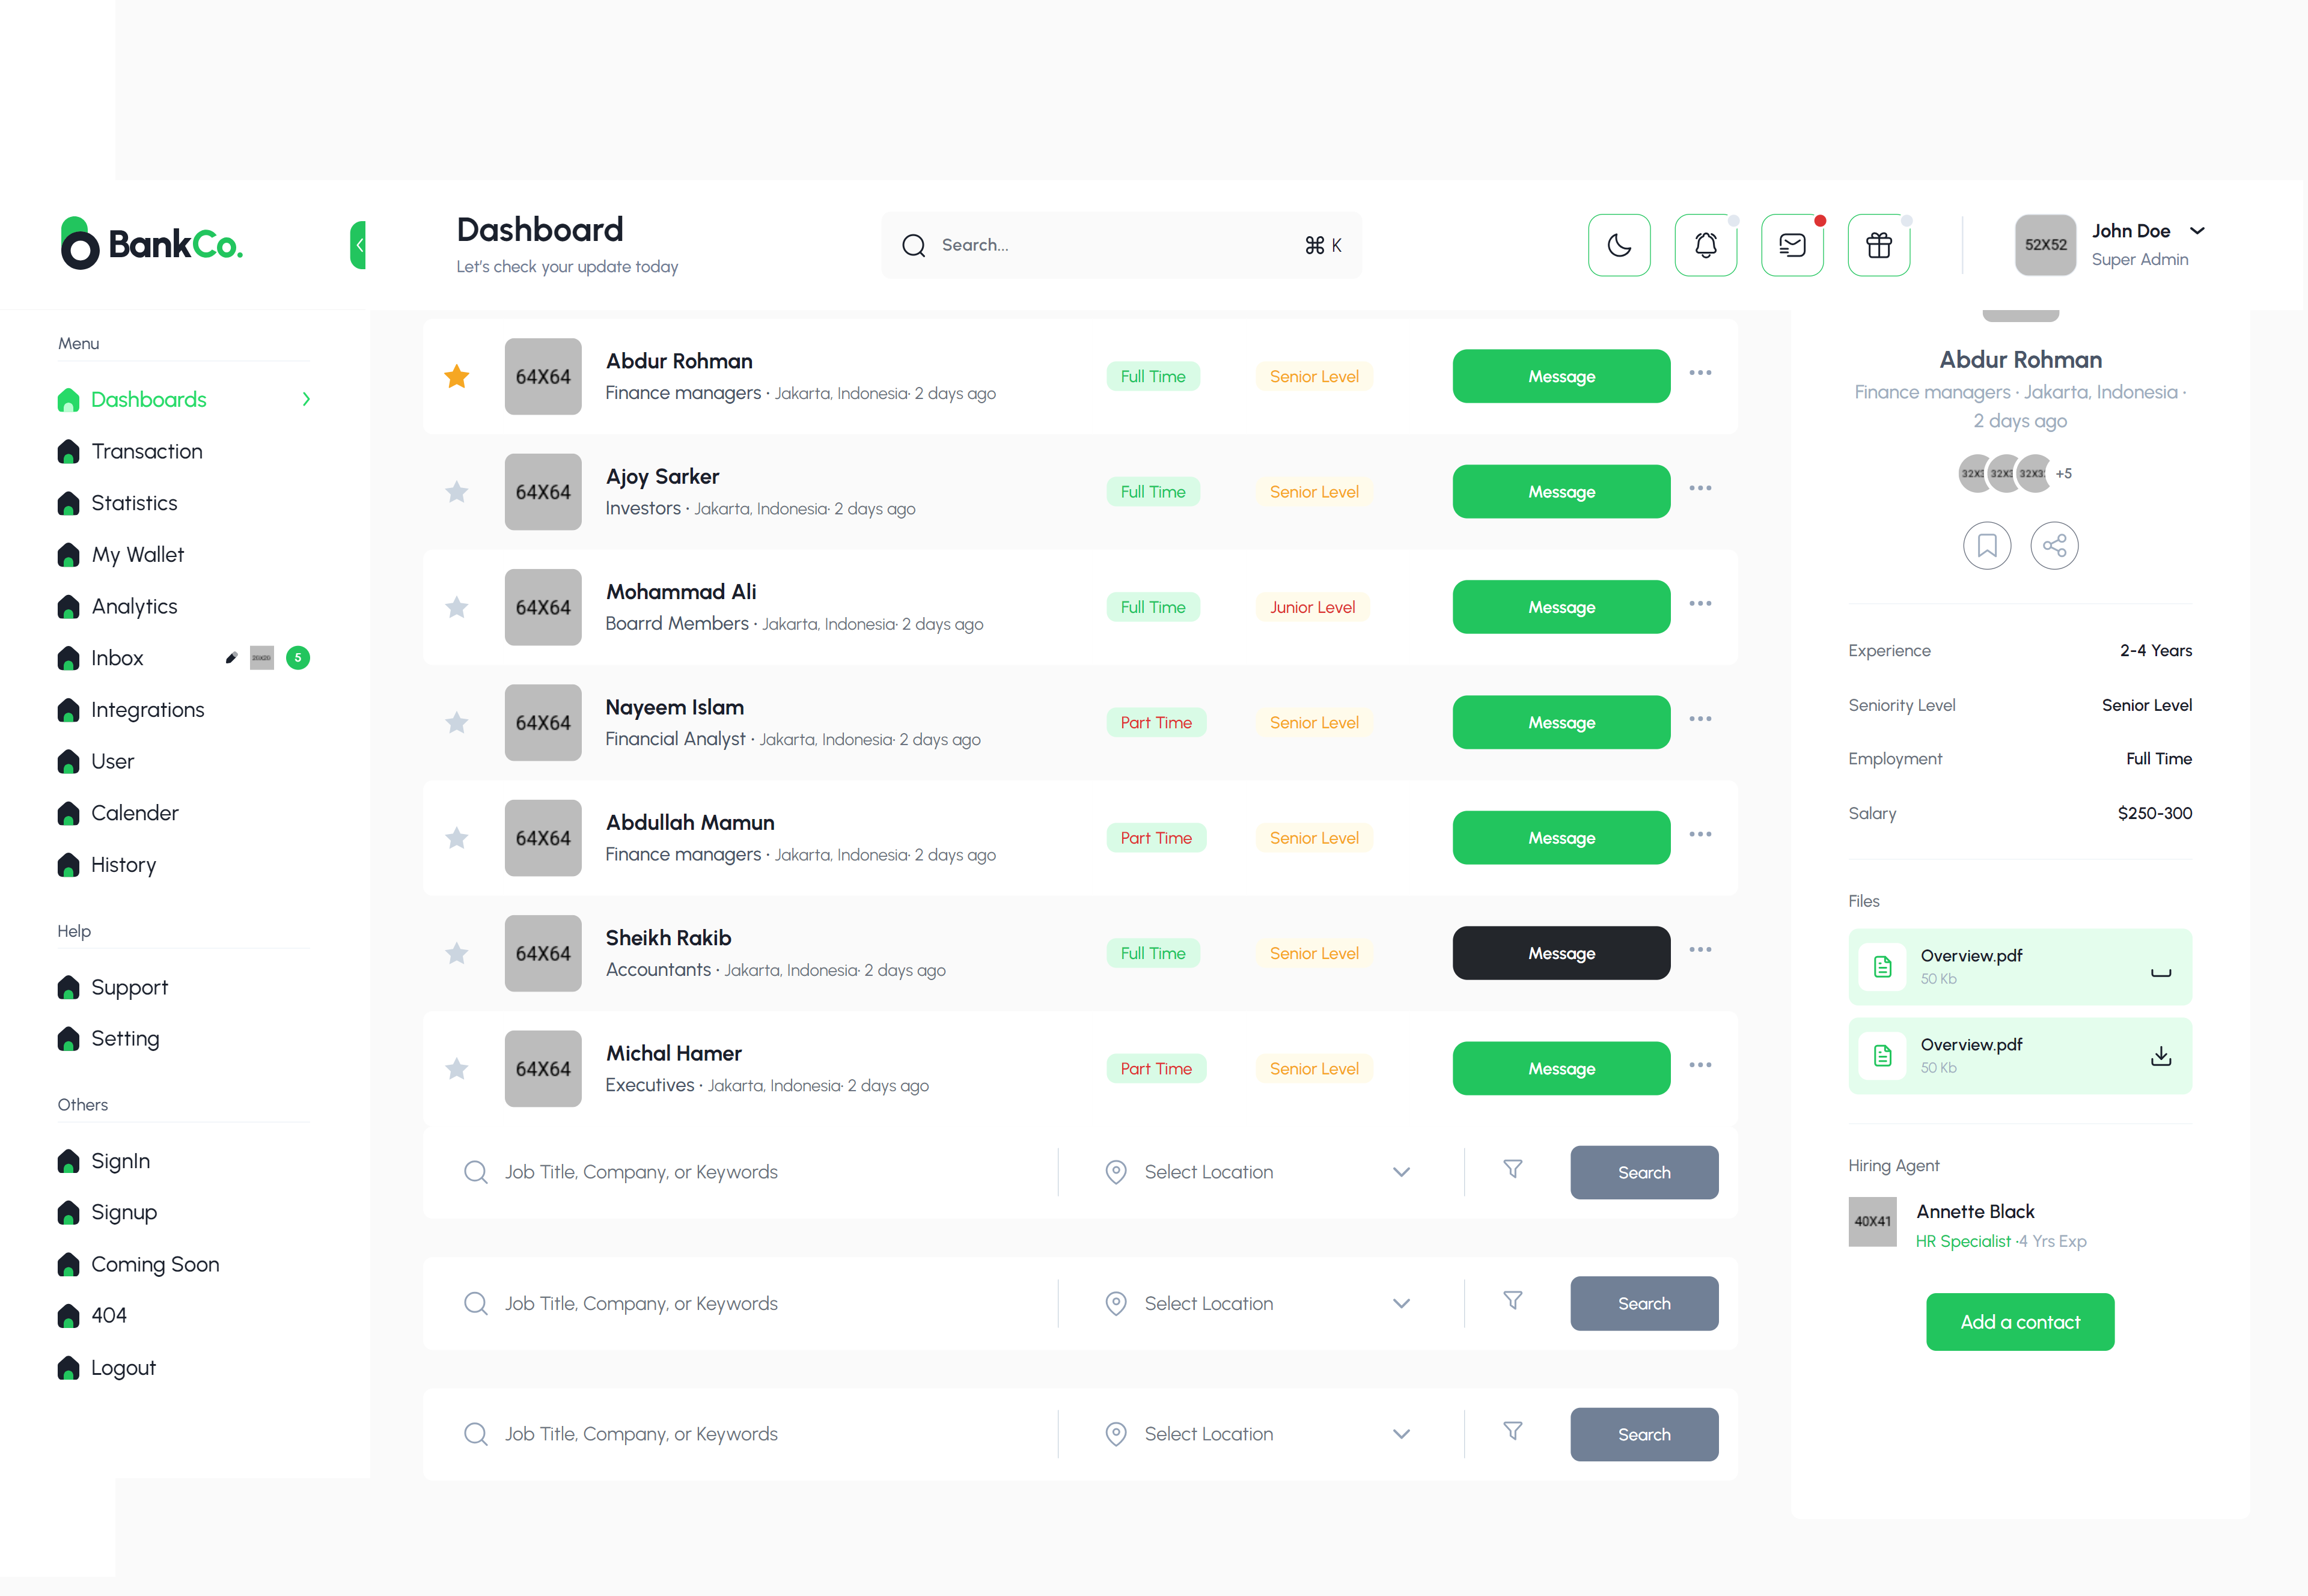 BankCo.
Dashboard
Let's check your update today
Search...
⌘ K
52X52
John Doe
Super Admin
Menu
Dashboards
Transaction
Statistics
My Wallet
Analytics
Inbox
20x20
5
Integrations
User
Calender
History
Help
Support
Setting
Others
SignIn
Signup
Coming Soon
404
Logout
64X64
Abdur Rohman
Finance managers · Jakarta, Indonesia· 2 days ago
Full Time
Senior Level
Message
64X64
Ajoy Sarker
Investors · Jakarta, Indonesia· 2 days ago
Full Time
Senior Level
Message
64X64
Mohammad Ali
Boarrd Members · Jakarta, Indonesia· 2 days ago
Full Time
Junior Level
Message
64X64
Nayeem Islam
Financial Analyst · Jakarta, Indonesia· 2 days ago
Part Time
Senior Level
Message
64X64
Abdullah Mamun
Finance managers · Jakarta, Indonesia· 2 days ago
Part Time
Senior Level
Message
64X64
Sheikh Rakib
Accountants · Jakarta, Indonesia· 2 days ago
Full Time
Senior Level
Message
64X64
Michal Hamer
Executives · Jakarta, Indonesia· 2 days ago
Part Time
Senior Level
Message
Job Title, Company, or Keywords
Select Location
Search
Job Title, Company, or Keywords
Select Location
Search
Job Title, Company, or Keywords
Select Location
Search
Abdur Rohman
Finance managers · Jakarta, Indonesia ·
2 days ago
+5
Experience
2-4 Years
Seniority Level
Senior Level
Employment
Full Time
Salary
$250-300
Files
Overview.pdf
50 Kb
Overview.pdf
50 Kb
Hiring Agent
40X41
Annette Black
HR Specialist ·4 Yrs Exp
Add a contact